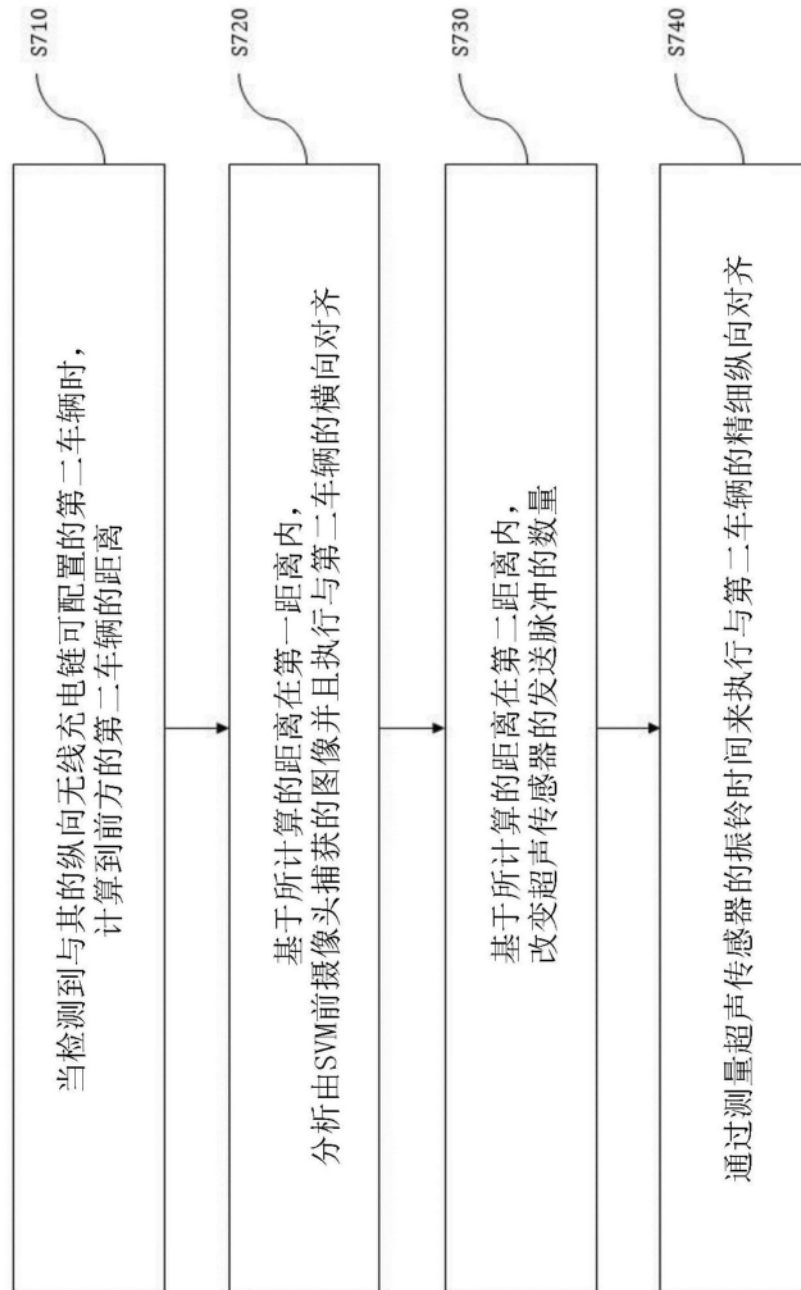 S710
当检测到与其的纵向无线充电链可配置的第二车辆时，
计算到前方的第二车辆的距离
S720
基于所计算的距离在第一距离内，
分析由SVM前摄像头捕获的图像并且执行与第二车辆的横向对齐
S730
基于所计算的距离在第二距离内，
改变超声传感器的发送脉冲的数量
S740
通过测量超声传感器的振铃时间来执行与第二车辆的精细纵向对齐